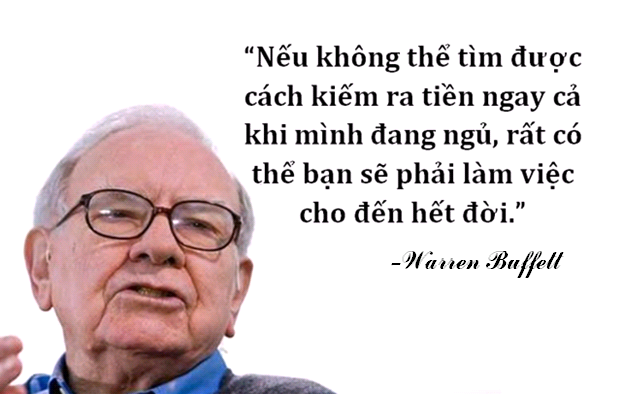 “Nếu không thể tìm được
cách kiếm ra tiền ngay cả
khi mình đang ngủ, rất có
thể bạn sẽ phải làm việc
cho đến hết đời.”
-Warren Buffett